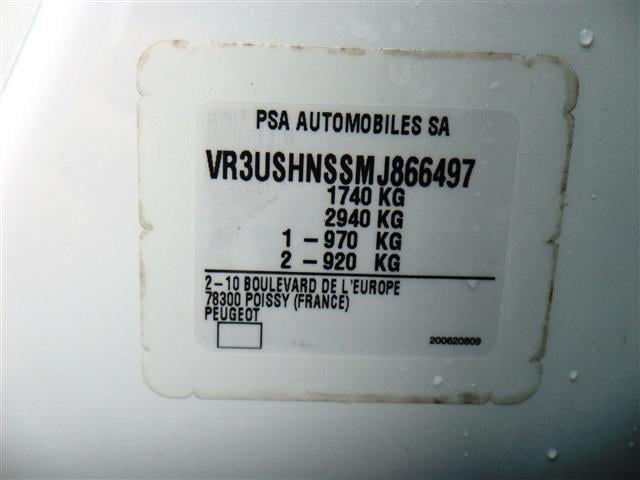 PSA AUTOMOBILES SA
VR3USHNSSMJ866497
1740 KG
2940 KG
1 - 970 KG
2 - 920 KG
2-10 BOULEVARD DE L'EUROPE
78300 POISSY (FRANCE)
PEUGEOT
200620809